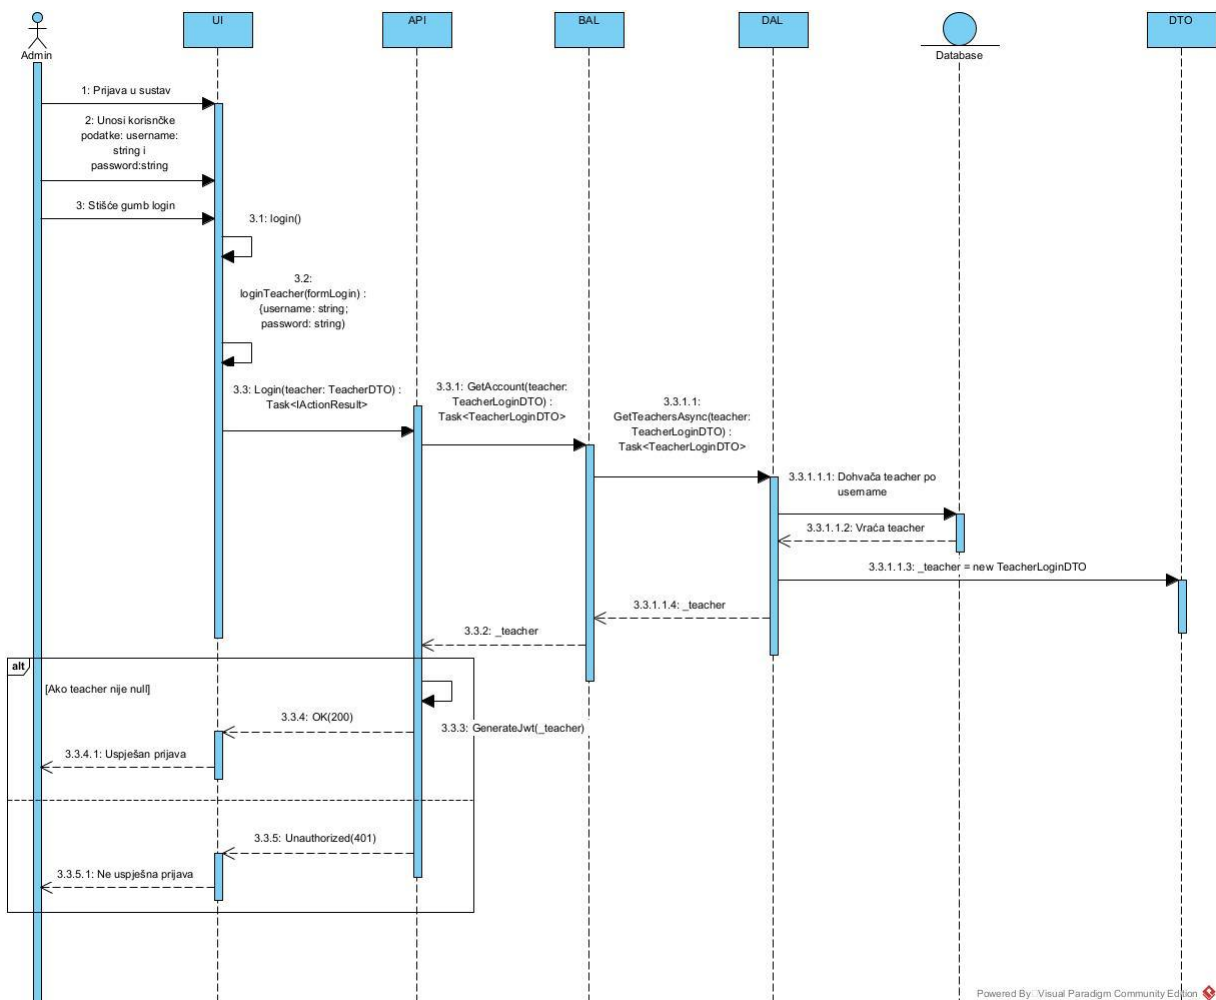 UI
API
BAL
DAL
DTO
Admin
Database
1: Prijava u sustav
2: Unosi korisnčke
podatke: username:
string i
password:string
3: Stišće gumb login
3.1: login()
3.2:
loginTeacher(formLogin) :
(username: string;
password: string)
3.3: Login(teacher: TeacherDTO) :
Task<IActionResult>
3.3.1: GetAccount(teacher:
TeacherLoginDTO) :
Task<TeacherLoginDTO>
3.3.1.1:
GetTeachersAsync(teacher:
TeacherLoginDTO) :
Task<TeacherLoginDTO>
3.3.1.1.1: Dohvača teacher po
username
3.3.1.1.2: Vraća teacher
3.3.1.1.3: _teacher = new TeacherLoginDTO
3.3.1.1.4: _teacher
3.3.2: _teacher
alt
[Ako teacher nije null]
3.3.3: GenerateJwt(_teacher)
3.3.4: OK(200)
3.3.4.1: Uspješan prijava
3.3.5: Unauthorized(401)
3.3.5.1: Ne uspješna prijava
Powered By Visual Paradigm Community Edition